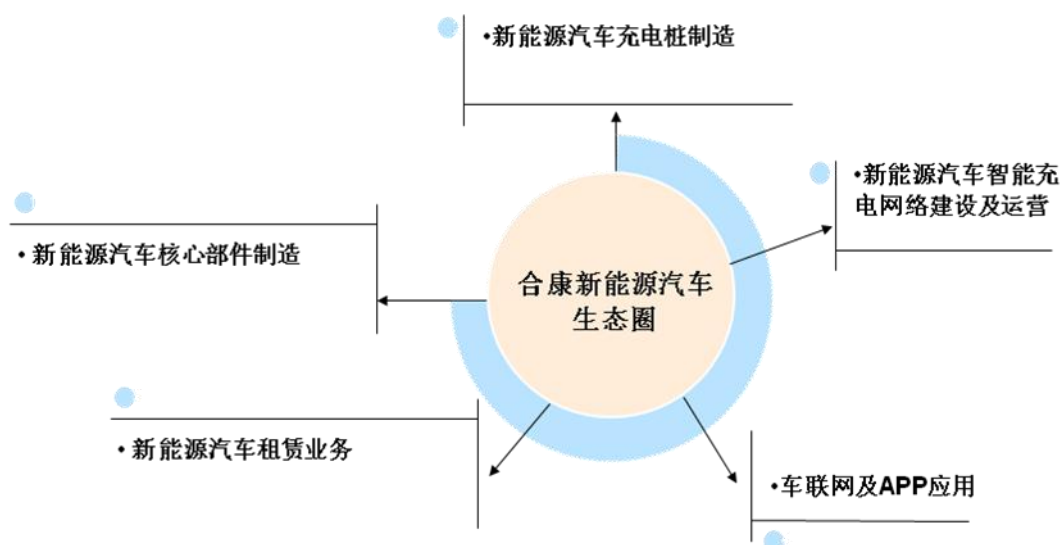 •新能源汽车充电桩制造
•新能源汽车智能充
电网络建设及运营
•新能源汽车核心部件制造
合康新能源汽车
生态圈
•新能源汽车租赁业务
•车联网及APP应用